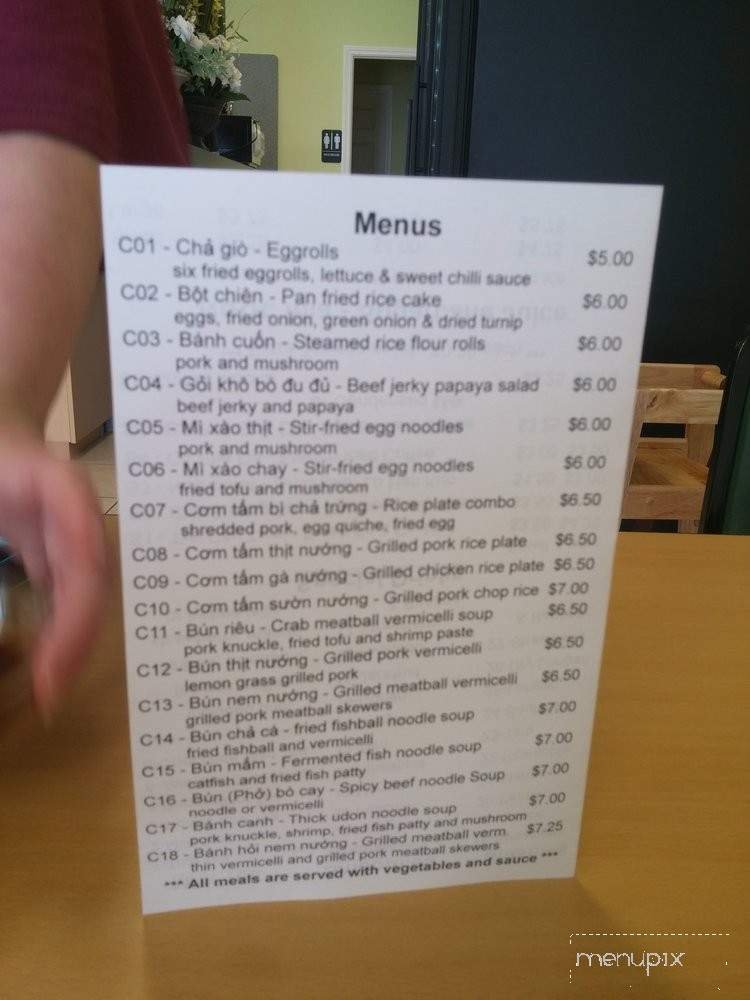 Menus
C01 - Chả giò - Eggrolls $5.00
six fried eggrolls, lettuce & sweet chilli sauce
C02 - Bột chiên - Pan fried rice cake $6.00
eggs, fried onion, green onion & dried turnip
C03 - Bánh cuốn - Steamed rice flour rolls $6.00
pork and mushroom
C04 - Gỏi khô bò đu đủ - Beef jerky papaya salad $6.00
beef jerky and papaya
C05 - Mì xào thịt - Stir-fried egg noodles $6.00
pork and mushroom
C06 - Mì xào chay - Stir-fried egg noodles $6.00
fried tofu and mushroom
C07 - Cơm tấm bì chả trứng - Rice plate combo $6.50
shredded pork, egg quiche, fried egg
C08 - Cơm tấm thịt nướng - Grilled pork rice plate $6.50
C09 - Cơm tấm gà nướng - Grilled chicken rice plate $6.50
C10 - Cơm tấm sườn nướng - Grilled pork chop rice $7.00
C11 - Bún riêu - Crab meatball vermicelli soup $6.50
pork knuckle, fried tofu and shrimp paste
C12 - Bún thịt nướng - Grilled pork vermicelli $6.50
lemon grass grilled pork
C13 - Bún nem nướng - Grilled meatball vermicelli $6.50
grilled pork meatball skewers
C14 - Bún chả cá - fried fishball noodle soup $7.00
fried fishball and vermicelli
C15 - Bún mắm - Fermented fish noodle soup $7.00
catfish and fried fish patty
C16 - Bún (Phở) bò cay - Spicy beef noodle Soup $7.00
noodle or vermicelli
C17 - Bánh canh - Thick udon noodle soup $7.00
pork knuckle, shrimp, fried fish patty and mushroom
C18 - Bánh hỏi nem nướng - Grilled meatball verm. $7.25
thin vermicelli and grilled pork meatball skewers
*** All meals are served with vegetables and sauce ***
menupix